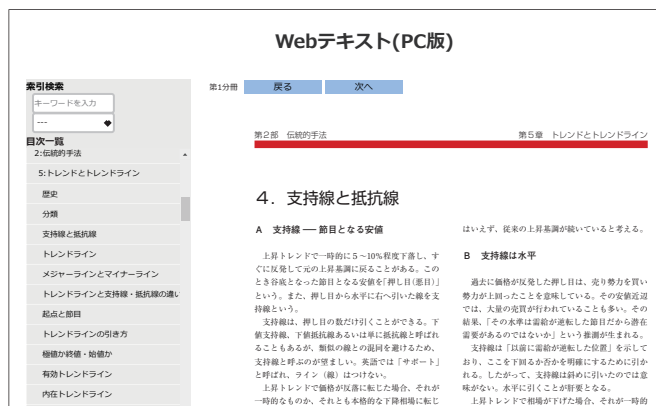 Webテキスト(PC版)
索引検索
キーワードを入力
---
目次一覧
2:伝統的手法
5:トレンドとトレンドライン
歴史
分類
支持線と抵抗線
トレンドライン
メジャーラインとマイナーライン
トレンドラインと支持線・抵抗線の違い
起点と節目
トレンドラインの引き方
極値か終値・始値か
有効トレンドライン
内在トレンドライン
第1分冊
戻る
次へ
第2部 伝統的手法
第5章 トレンドとトレンドライン
4. 支持線と抵抗線
A 支持線 ― 節目となる安値
上昇トレンドで一時的に5~10%程度下落し、す
ぐに反発して元の上昇基調に戻ることがある。この
とき谷底となった節目となる安値を「押し目(悪目)」
という。また、押し目から水平に右へ引いた線を支
持線という。
支持線は、押し目の数だけ引くことができる。下
値支持線、下値抵抗線あるいは単に抵抗線と呼ばれ
ることもあるが、類似の線との混同を避けるため、
支持線と呼ぶのが望ましい。英語では「サポート」
と呼ばれ、ライン（線）はつけない。
上昇トレンドで価格が反落に転じた場合、それが
一時的なものか、それとも本格的な下降相場に転じ
はいえず、従来の上昇基調が続いていると考える。
B 支持線は水平
過去に価格が反発した押し目は、売り勢力を買い
勢力が上回ったことを意味している。その安値近辺
では、大量の売買が行われていることも多い。その
結果、「その水準は需給が逆転した節目だから潜在
需要があるのではないか」という推測が生まれる。
支持線は「以前に需給が逆転した位置」を示して
おり、ここを下回るか否かを明確にするために引か
れる。したがって、支持線は斜めに引いたのでは意
味がない。水平に引くことが肝要となる。
上昇トレンドで相場が下げた場合、それが一時的